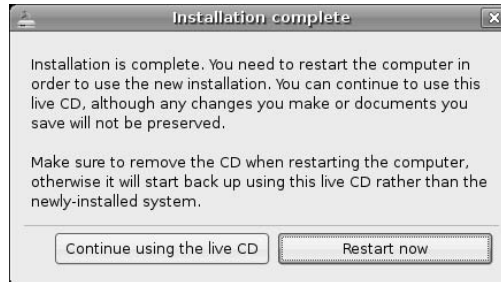 Installation complete
Installation is complete. You need to restart the computer in
order to use the new installation. You can continue to use this
live CD, although any changes you make or documents you
save will not be preserved.
Make sure to remove the CD when restarting the computer,
otherwise it will start back up using this live CD rather than the
newly-installed system.
Continue using the live CD
Restart now